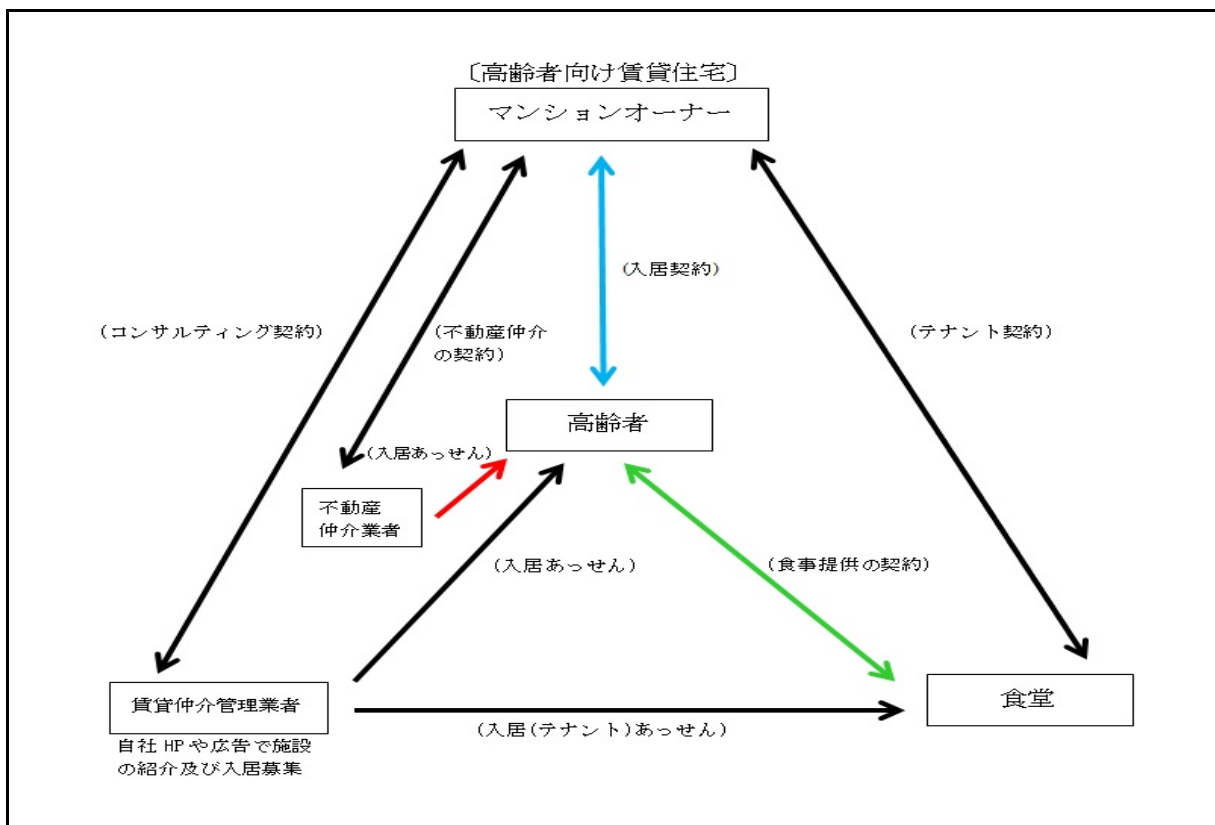 〔高齢者向け賃貸住宅〕
マンションオーナー
(入居契約)
(コンサルティング契約)
(不動産仲介
の契約)
(テナント契約)
高齢者
(入居あっせん)
不動産
仲介業者
(入居あっせん)
(食事提供の契約)
賃貸仲介管理業者
食堂
(入居(テナント)あっせん)
自社 HP や広告で施設
の紹介及び入居募集